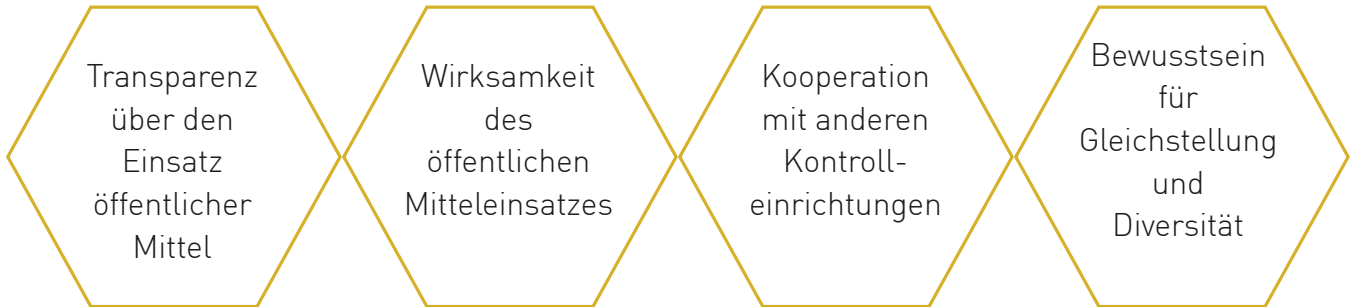 Transparenz
über den
Einsatz
öffentlicher
Mittel
Wirksamkeit
des
öffentlichen
Mitteleinsatzes
Kooperation
mit anderen
Kontroll-
einrichtungen
Bewusstsein
für
Gleichstellung
und
Diversität